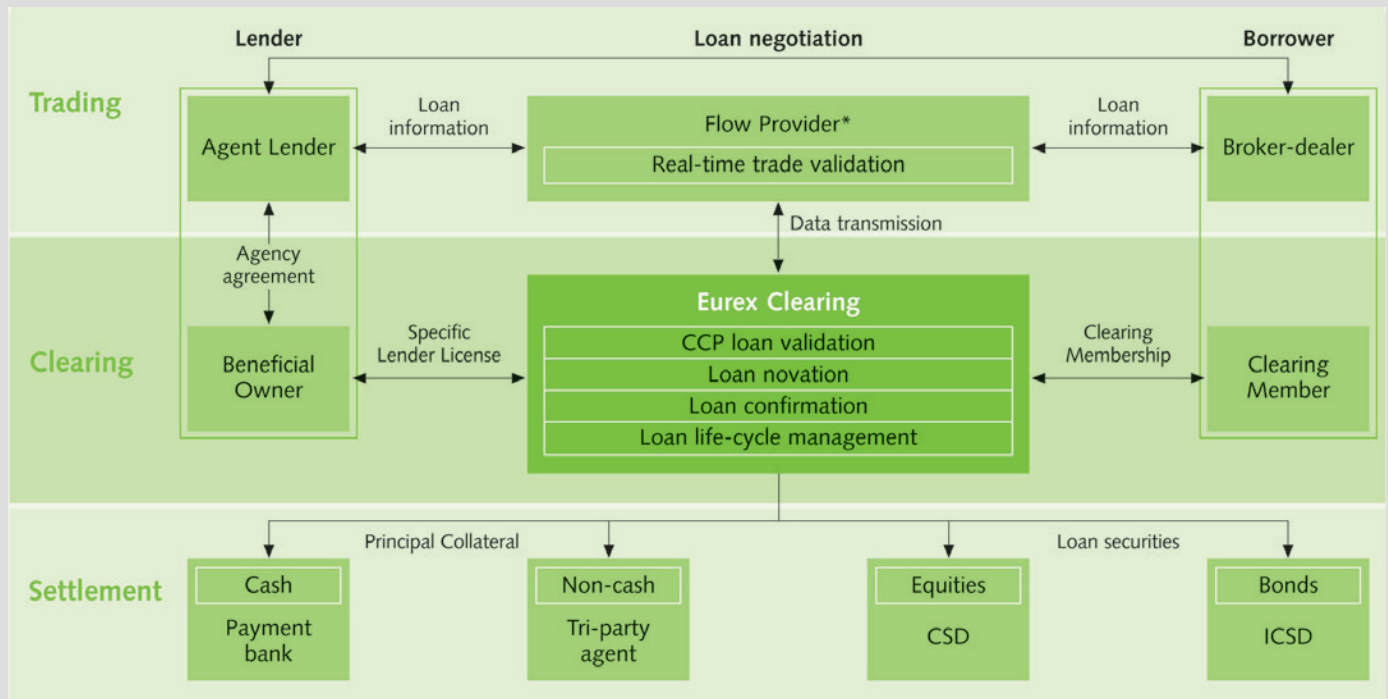 Lender
Loan negotiation
Borrower
Trading
Agent Lender
Loan
information
Flow Provider*
Real-time trade validation
Loan
information
Broker-dealer
Data transmission
Agency
agreement
Clearing
Beneficial
Owner
Specific
Lender License
Eurex Clearing
CCP loan validation
Loan novation
Loan confirmation
Loan life-cycle management
Clearing
Membership
Clearing
Member
Principal Collateral
Loan securities
Settlement
Cash
Payment
bank
Non-cash
Tri-party
agent
Equities
CSD
Bonds
ICSD